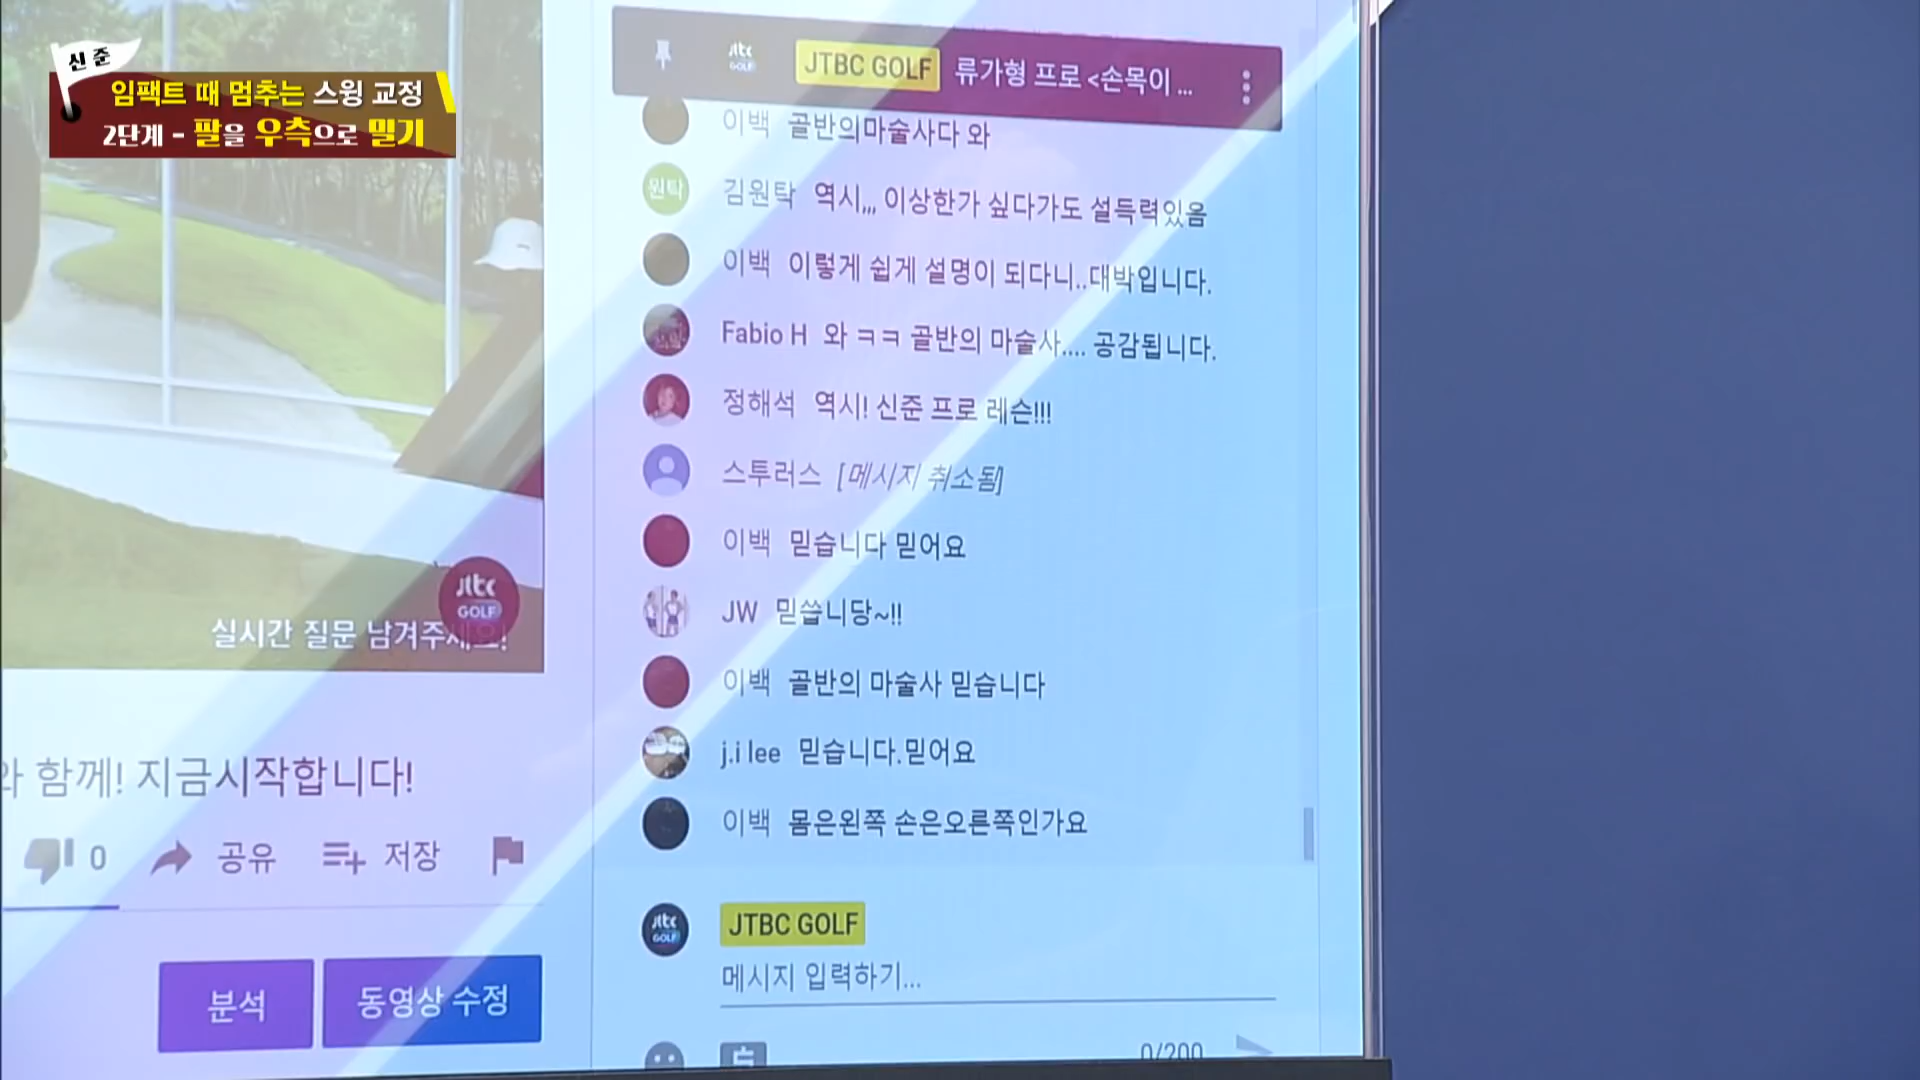 신준
임팩트 때 멈추는 스윙 교정
2단계 - 팔을 우측으로 밀기
jtbc GOLF
JTBC GOLF 류가형 프로 <손목이 ...
이백 골반의마술사다 와
원탁 김원탁 역시,,, 이상한가 싶다가도 설득력있음
이백 이렇게 쉽게 설명이 되다니..대박입니다.
Fabio H 와 ㅋㅋ 골반의 마술사.... 공감됩니다.
정해석 역시! 신준 프로 레슨!!!
스투러스 [메시지 취소됨]
이백 믿습니다 믿어요
JW 믿씁니당~!!
이백 골반의 마술사 믿습니다
j.i lee 믿습니다.믿어요
이백 몸은왼쪽 손은오른쪽인가요
jtbc GOLF
JTBC GOLF
메시지 입력하기...
0/200
jtbc GOLF
실시간 질문 남겨주세요!
와 함께! 지금시작합니다!
0 공유 저장
분석 동영상 수정